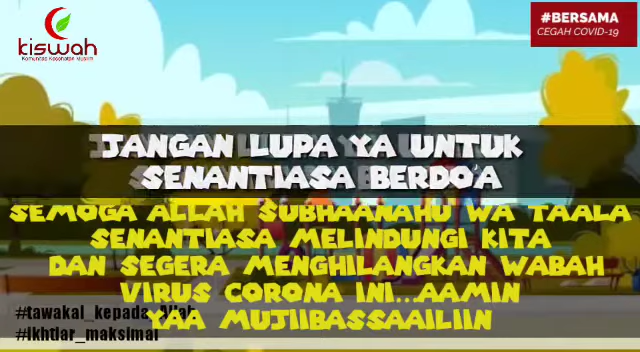 kiswah
Komunitas Kesehatan Muslim
#BERSAMA
CEGAH COVID-19
JANGAN LUPA YA UNTUK
SENANTIASA BERDO'A
SEMOGA ALLAH SUBHAANAHU WA TAALA
SENANTIASA MELINDUNGI KITA
DAN SEGERA MENGHILANGKAN WABAH
VIRUS CORONA INI...AAMIN
YAA MUJIIBASSAAILIIN
#tawakal_kepada_Allah
#ikhtiar_maksimal